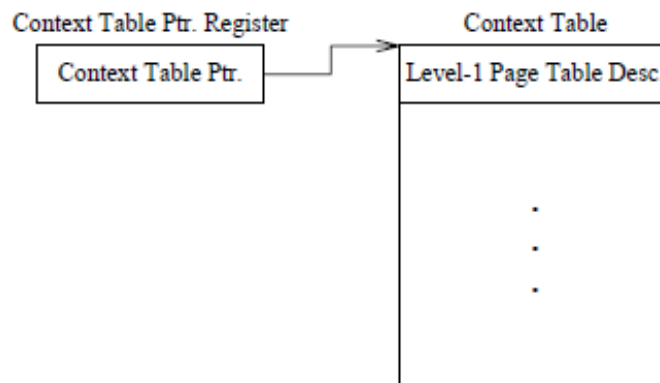 Context Table Ptr. Register
Context Table
Context Table Ptr.
Level-1 Page Table Desc.